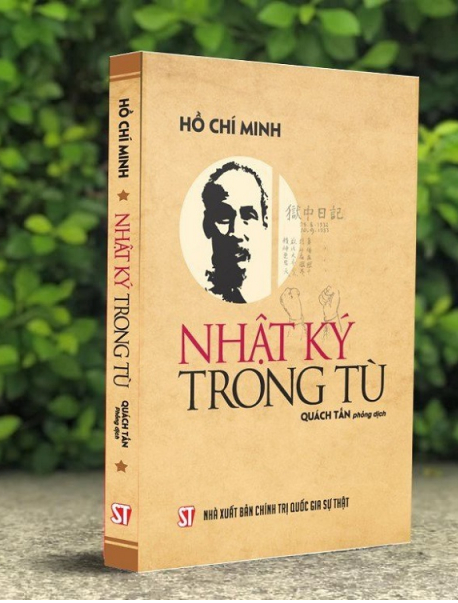 HỒ CHÍ MINH
獄中日記
NHẬT KÝ
TRONG TÙ
QUÁCH TẤN phỏng dịch
ST
NHÀ XUẤT BẢN CHÍNH TRỊ QUỐC GIA SỰ THẬT
HỒ CHÍ MINH
NHẬT KÝ TRONG TÙ
QUÁCH TẤN
Phỏng dịch
ST